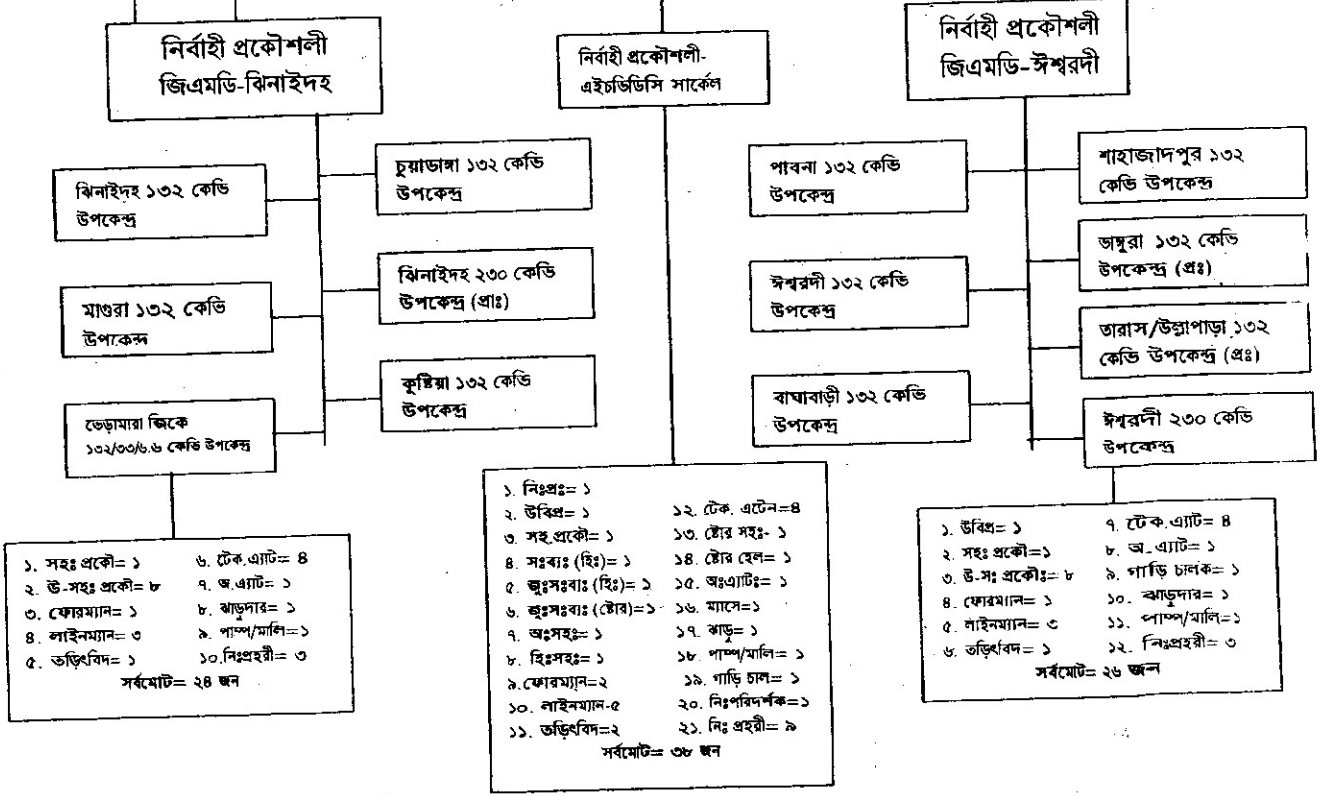 নির্বাহী প্রকৌশলী
জিএমডি-ঝিনাইদহ
ঝিনাইদহ ১৩২ কেভি
উপকেন্দ্র
চুয়াডাঙ্গা ১৩২ কেভি
উপকেন্দ্র
মাগুরা ১৩২ কেভি
উপকেন্দ্র
ঝিনাইদহ ২৩০ কেভি
উপকেন্দ্র (প্রাঃ)
ভেড়ামারা জিকে
১৩২/৩৩/৬.৬ কেভি উপকেন্দ্র
কুষ্টিয়া ১৩২ কেভি
উপকেন্দ্র
১. সহঃ প্রকৌ= ১
২. উ-সহঃ প্রকৌ= ৮
৩. ফোরম্যান= ১
৪. লাইনম্যান= ৩
৫. তড়িৎবিদ= ১
৬. টেক.এ্যাট= ৪
৭. অ.এ্যাট= ১
৮. ঝাড়ুদার= ১
৯. পাম্প/মালি=১
১০.নিঃপ্রহরী= ৩
সর্বমোট= ২৪ জন
নির্বাহী প্রকৌশলী-
এইচভিডিসি সার্কেল
১. নিঃপ্রঃ= ১
২. উবিপ্র= ১
৩. সহ.প্রকৌ= ১
৪. সঃব্যঃ (হিঃ)= ১
৫. জুঃসঃব্যঃ (হিঃ)= ১
৬. জুঃসঃব্যঃ (ষ্টোর)=১
৭. অঃসহঃ= ১
৮. হিঃসহঃ= ১
৯.ফোরম্যান=২
১০. লাইনম্যান-৫
১১. তড়িৎবিদ=২
১২. টেক. এটেন=৪
১৩. ষ্টোর সহঃ- ১
১৪. ষ্টোর হেল= ১
১৫. অঃএ্যাটঃ= ১
১৬. ম্যাসে=১
১৭. ঝাড়ু= ১
১৮. পাম্প/মালি= ১
১৯. গাড়ি চাল= ১
২০. নিঃপরিদর্শক=১
২১. নিঃ প্রহরী= ৯
সর্বমোট= ৩৮ জন
নির্বাহী প্রকৌশলী
জিএমডি-ঈশ্বরদী
পাবনা ১৩২ কেভি
উপকেন্দ্র
শাহাজাদপুর ১৩২
কেভি উপকেন্দ্র
ভাঙ্গুরা ১৩২ কেভি
উপকেন্দ্র (প্রঃ)
ঈশ্বরদী ১৩২ কেভি
উপকেন্দ্র
তারাস/উল্লাপাড়া ১৩২
কেভি উপকেন্দ্র (প্রঃ)
বাঘাবাড়ী ১৩২ কেভি
উপকেন্দ্র
ঈশ্বরদী ২৩০ কেভি
উপকেন্দ্র
১. উবিপ্র= ১
২. সহঃ প্রকৌ=১
৩. উ-সঃ প্রকৌঃ= ৮
৪. ফোরম্যান= ১
৫. লাইনম্যান= ৩
৬. তড়িৎবিদ= ১
৭. টেক.এ্যাট= ৪
৮. অ.এ্যাট= ১
৯. গাড়ি চালক= ১
১০. ঝাড়ুদার= ১
১১. পাম্প/মালি=১
১২. নিঃপ্রহরী= ৩
সর্বমোট= ২৬ জন